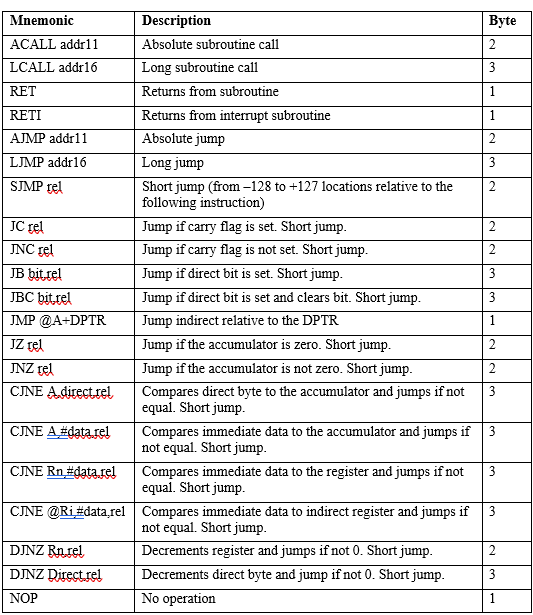 Mnemonic Description Byte
ACALL addr11 Absolute subroutine call 2
LCALL addr16 Long subroutine call 3
RET Returns from subroutine 1
RETI Returns from interrupt subroutine 1
AJMP addr11 Absolute jump 2
LJMP addr16 Long jump 3
SJMP rel Short jump (from –128 to +127 locations relative to the 2
following instruction)
JC rel Jump if carry flag is set. Short jump. 2
JNC rel Jump if carry flag is not set. Short jump. 2
JB bit,rel Jump if direct bit is set. Short jump. 3
JBC bit,rel Jump if direct bit is set and clears bit. Short jump. 3
JMP @A+DPTR Jump indirect relative to the DPTR 1
JZ rel Jump if the accumulator is zero. Short jump. 2
JNZ rel Jump if the accumulator is not zero. Short jump. 2
CJNE A,direct,rel Compares direct byte to the accumulator and jumps if not 3
equal. Short jump.
CJNE A,#data,rel Compares immediate data to the accumulator and jumps if 3
not equal. Short jump.
CJNE Rn,#data,rel Compares immediate data to the register and jumps if not 3
equal. Short jump.
CJNE @Ri,#data,rel Compares immediate data to indirect register and jumps if 3
not equal. Short jump.
DJNZ Rn,rel Decrements register and jumps if not 0. Short jump. 2
DJNZ Direct,rel Decrements direct byte and jump if not 0. Short jump. 3
NOP No operation 1